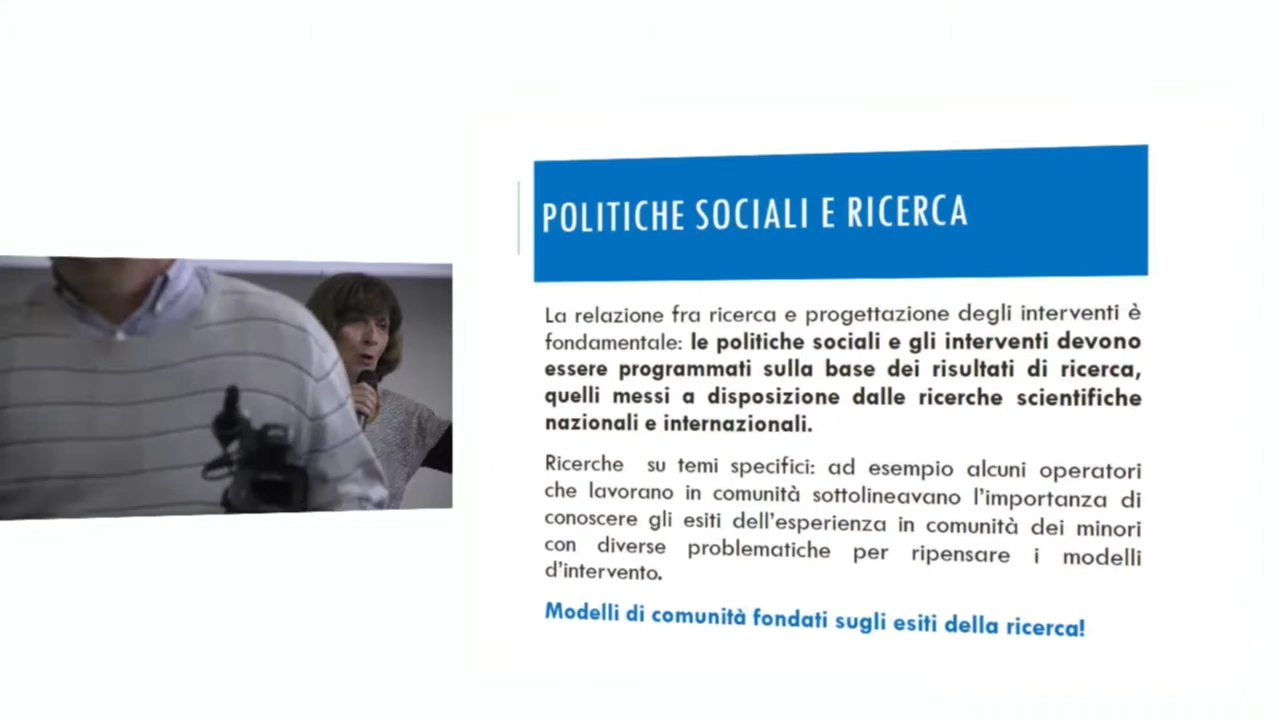 POLITICHE SOCIALI E RICERCA
La relazione fra ricerca e progettazione degli interventi è
fondamentale: le politiche sociali e gli interventi devono
essere programmati sulla base dei risultati di ricerca,
quelli messi a disposizione dalle ricerche scientifiche
nazionali e internazionali.
Ricerche su temi specifici: ad esempio alcuni operatori
che lavorano in comunità sottolineavano l'importanza di
conoscere gli esiti dell'esperienza in comunità dei minori
con diverse problematiche per ripensare i modelli
d'intervento.
Modelli di comunità fondati sugli esiti della ricerca!